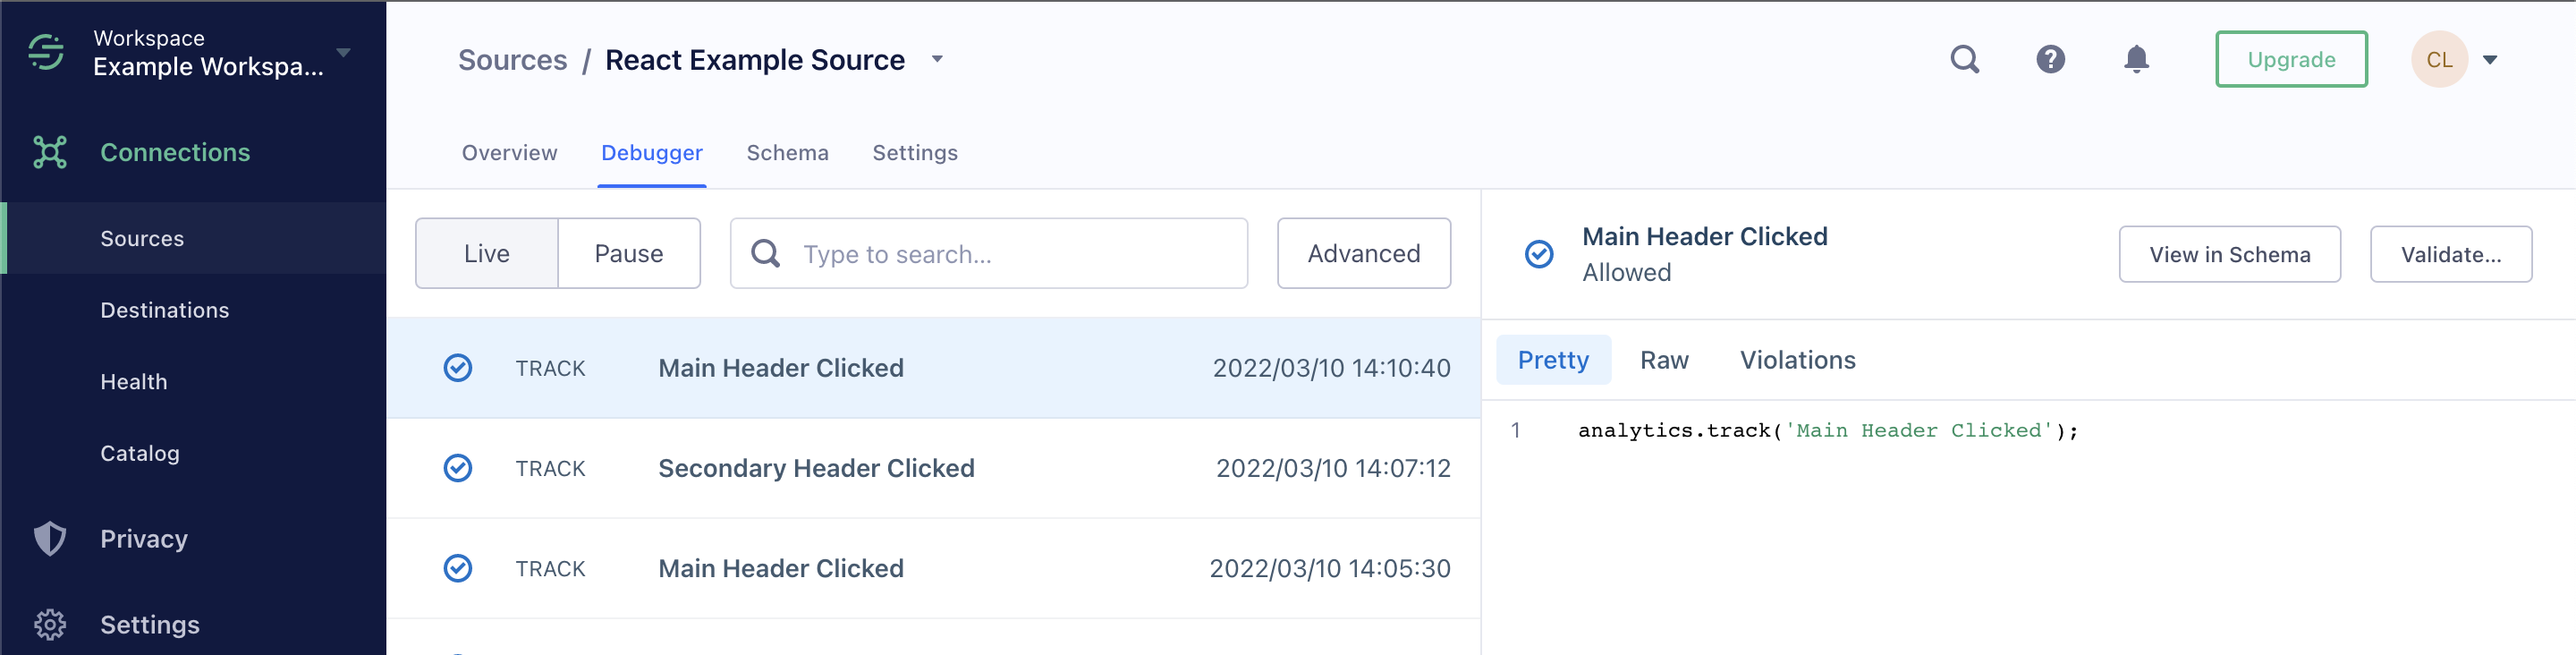 Workspace
Example Workspa...
Connections
Sources
Destinations
Health
Catalog
Privacy
Settings
Sources / React Example Source
Upgrade
CL
Overview Debugger Schema Settings
Live Pause Type to search... Advanced
TRACK Main Header Clicked 2022/03/10 14:10:40
TRACK Secondary Header Clicked 2022/03/10 14:07:12
TRACK Main Header Clicked 2022/03/10 14:05:30
Main Header Clicked
Allowed
View in Schema Validate...
Pretty Raw Violations
1 analytics.track('Main Header Clicked');